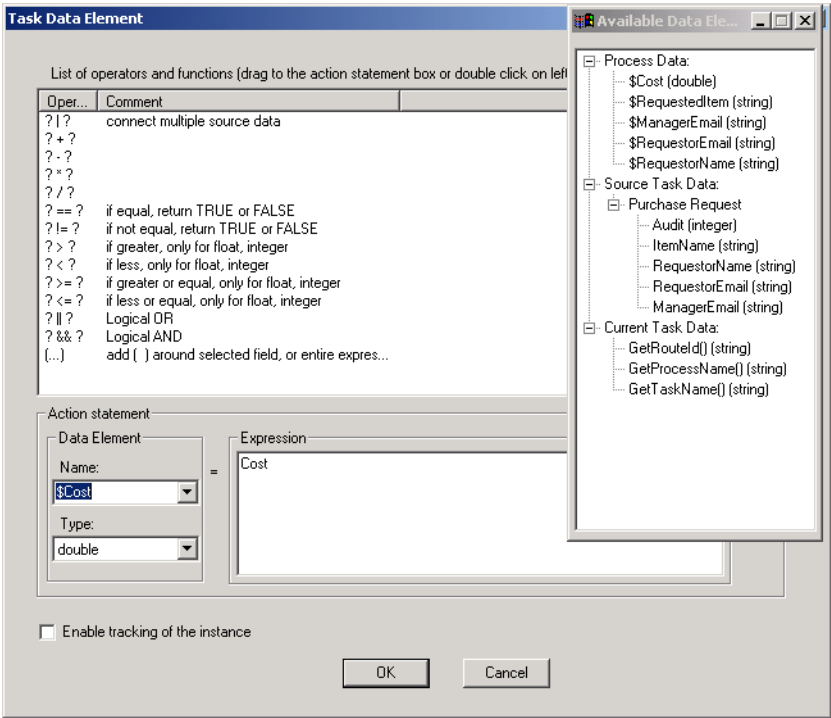 Task Data Element
List of operators and functions (drag to the action statement box or double click on left
Oper... Comment
? | ? connect multiple source data
? + ?
? - ?
? * ?
? / ?
? == ? if equal, return TRUE or FALSE
? != ? if not equal, return TRUE or FALSE
? > ? if greater, only for float, integer
? < ? if less, only for float, integer
? >= ? if greater or equal, only for float, integer
? <= ? if less or equal, only for float, integer
? || ? Logical OR
? && ? Logical AND
(...) add ( ) around selected field, or entire expres...
Action statement
Data Element
Name:
$Cost
Type:
double
=
Expression
Cost
Enable tracking of the instance
OK
Cancel
Available Data Ele...
Process Data:
$Cost (double)
$RequestedItem (string)
$ManagerEmail (string)
$RequestorEmail (string)
$RequestorName (string)
Source Task Data:
Purchase Request
Audit (integer)
ItemName (string)
RequestorName (string)
RequestorEmail (string)
ManagerEmail (string)
Current Task Data:
GetRouteId() (string)
GetProcessName() (string)
GetTaskName() (string)